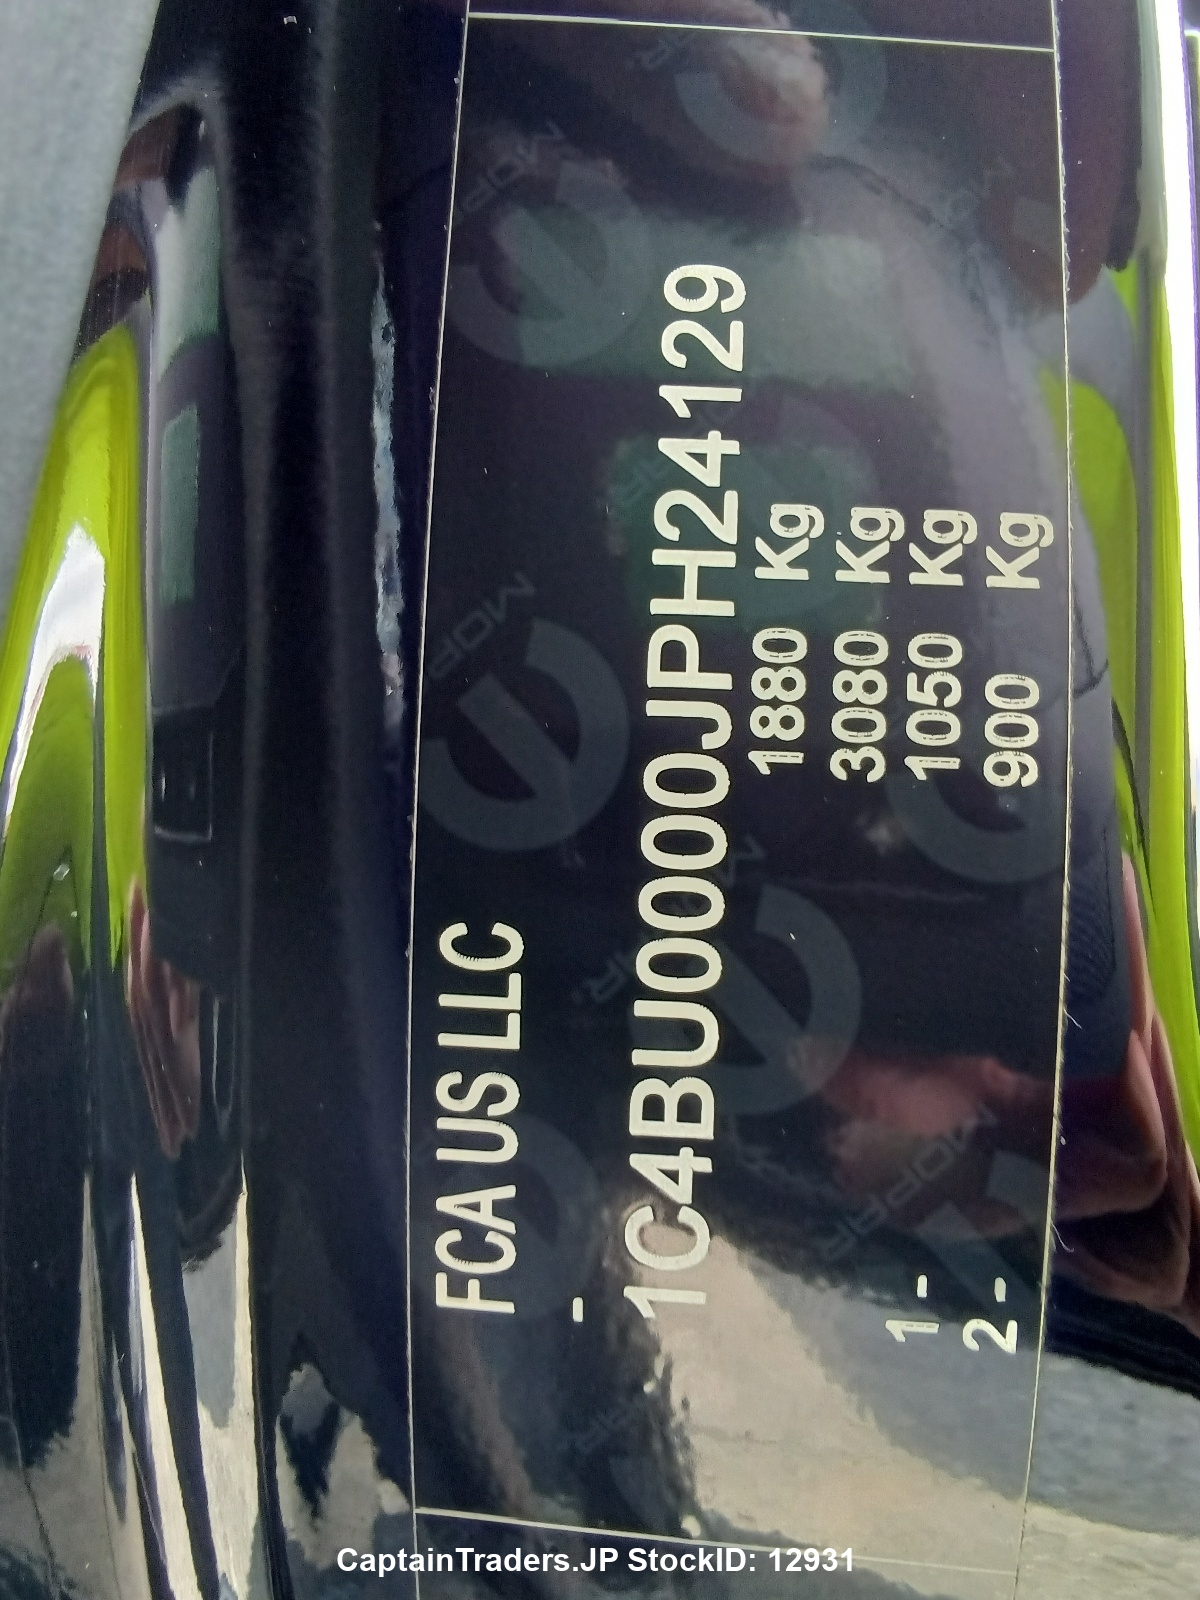 FCA US LLC
-
1C4BU0000JPH24129
1880 Kg
3080 Kg
1 - 1050 Kg
2 - 900 Kg
CaptainTraders.JP StockID: 12931